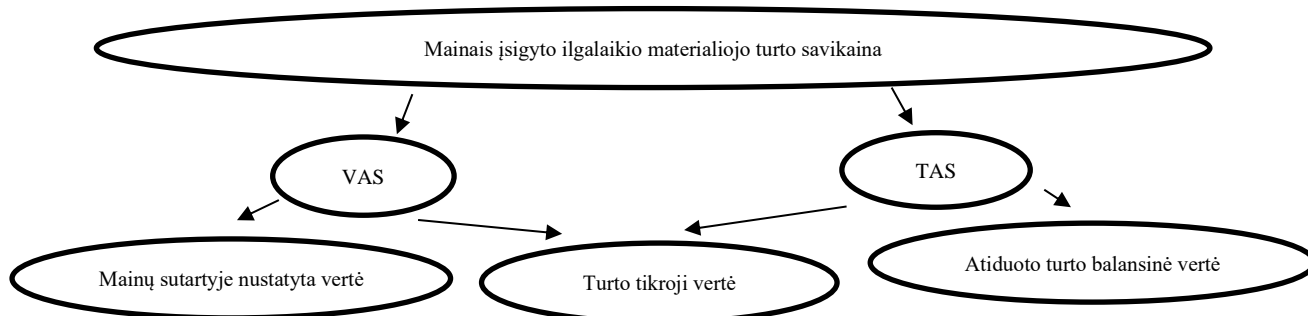 Mainais įsigyto ilgalaikio materialiojo turto savikaina
VAS
TAS
Mainų sutartyje nustatyta vertė
Turto tikroji vertė
Atiduoto turto balansinė vertė